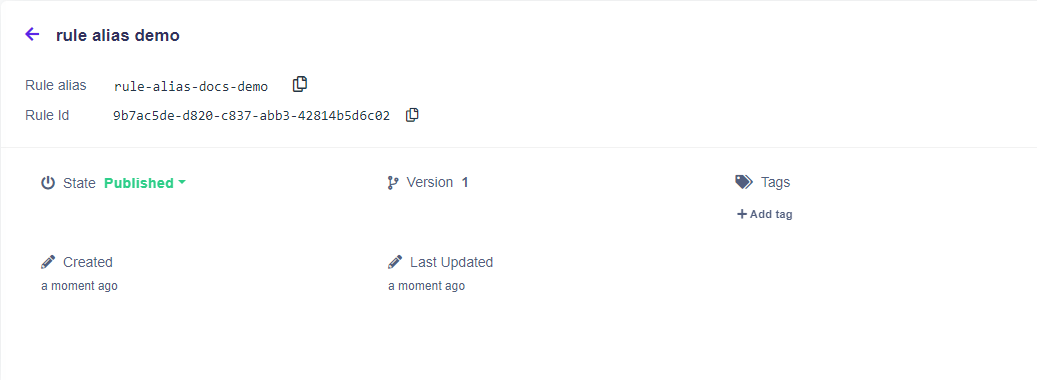 rule alias demo
Rule alias rule-alias-docs-demo
Rule Id 9b7ac5de-d820-c837-abb3-42814b5d6c02
State Published
Version 1
Tags
Add tag
Created
Last Updated
a moment ago
a moment ago